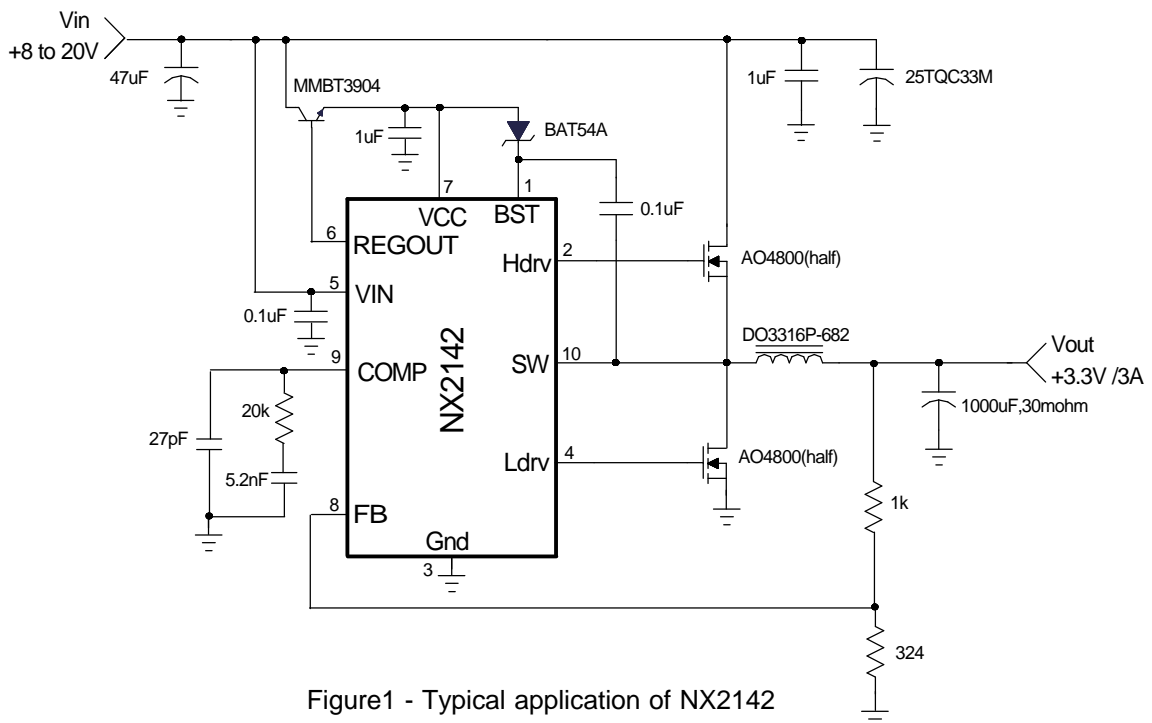 Vin
+8 to 20V
47uF
MMBT3904
1uF
BAT54A
1uF
25TQC33M
7
1
VCC
BST
0.1uF
6
REGOUT
2
Hdrv
AO4800(half)
5
VIN
0.1uF
NX2142
DO3316P-682
9
COMP
10
SW
Vout
+3.3V /3A
20k
1000uF,30mohm
27pF
5.2nF
4
Ldrv
AO4800(half)
8
FB
1k
Gnd
3
324
Figure1 - Typical application of NX2142